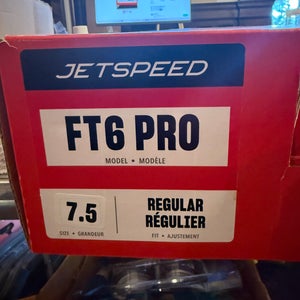 JETSPEED
FT6 PRO
MODEL • MODÈLE
7.5
SIZE • GRANDEUR
REGULAR
RÉGULIER
FIT • AJUSTEMENT